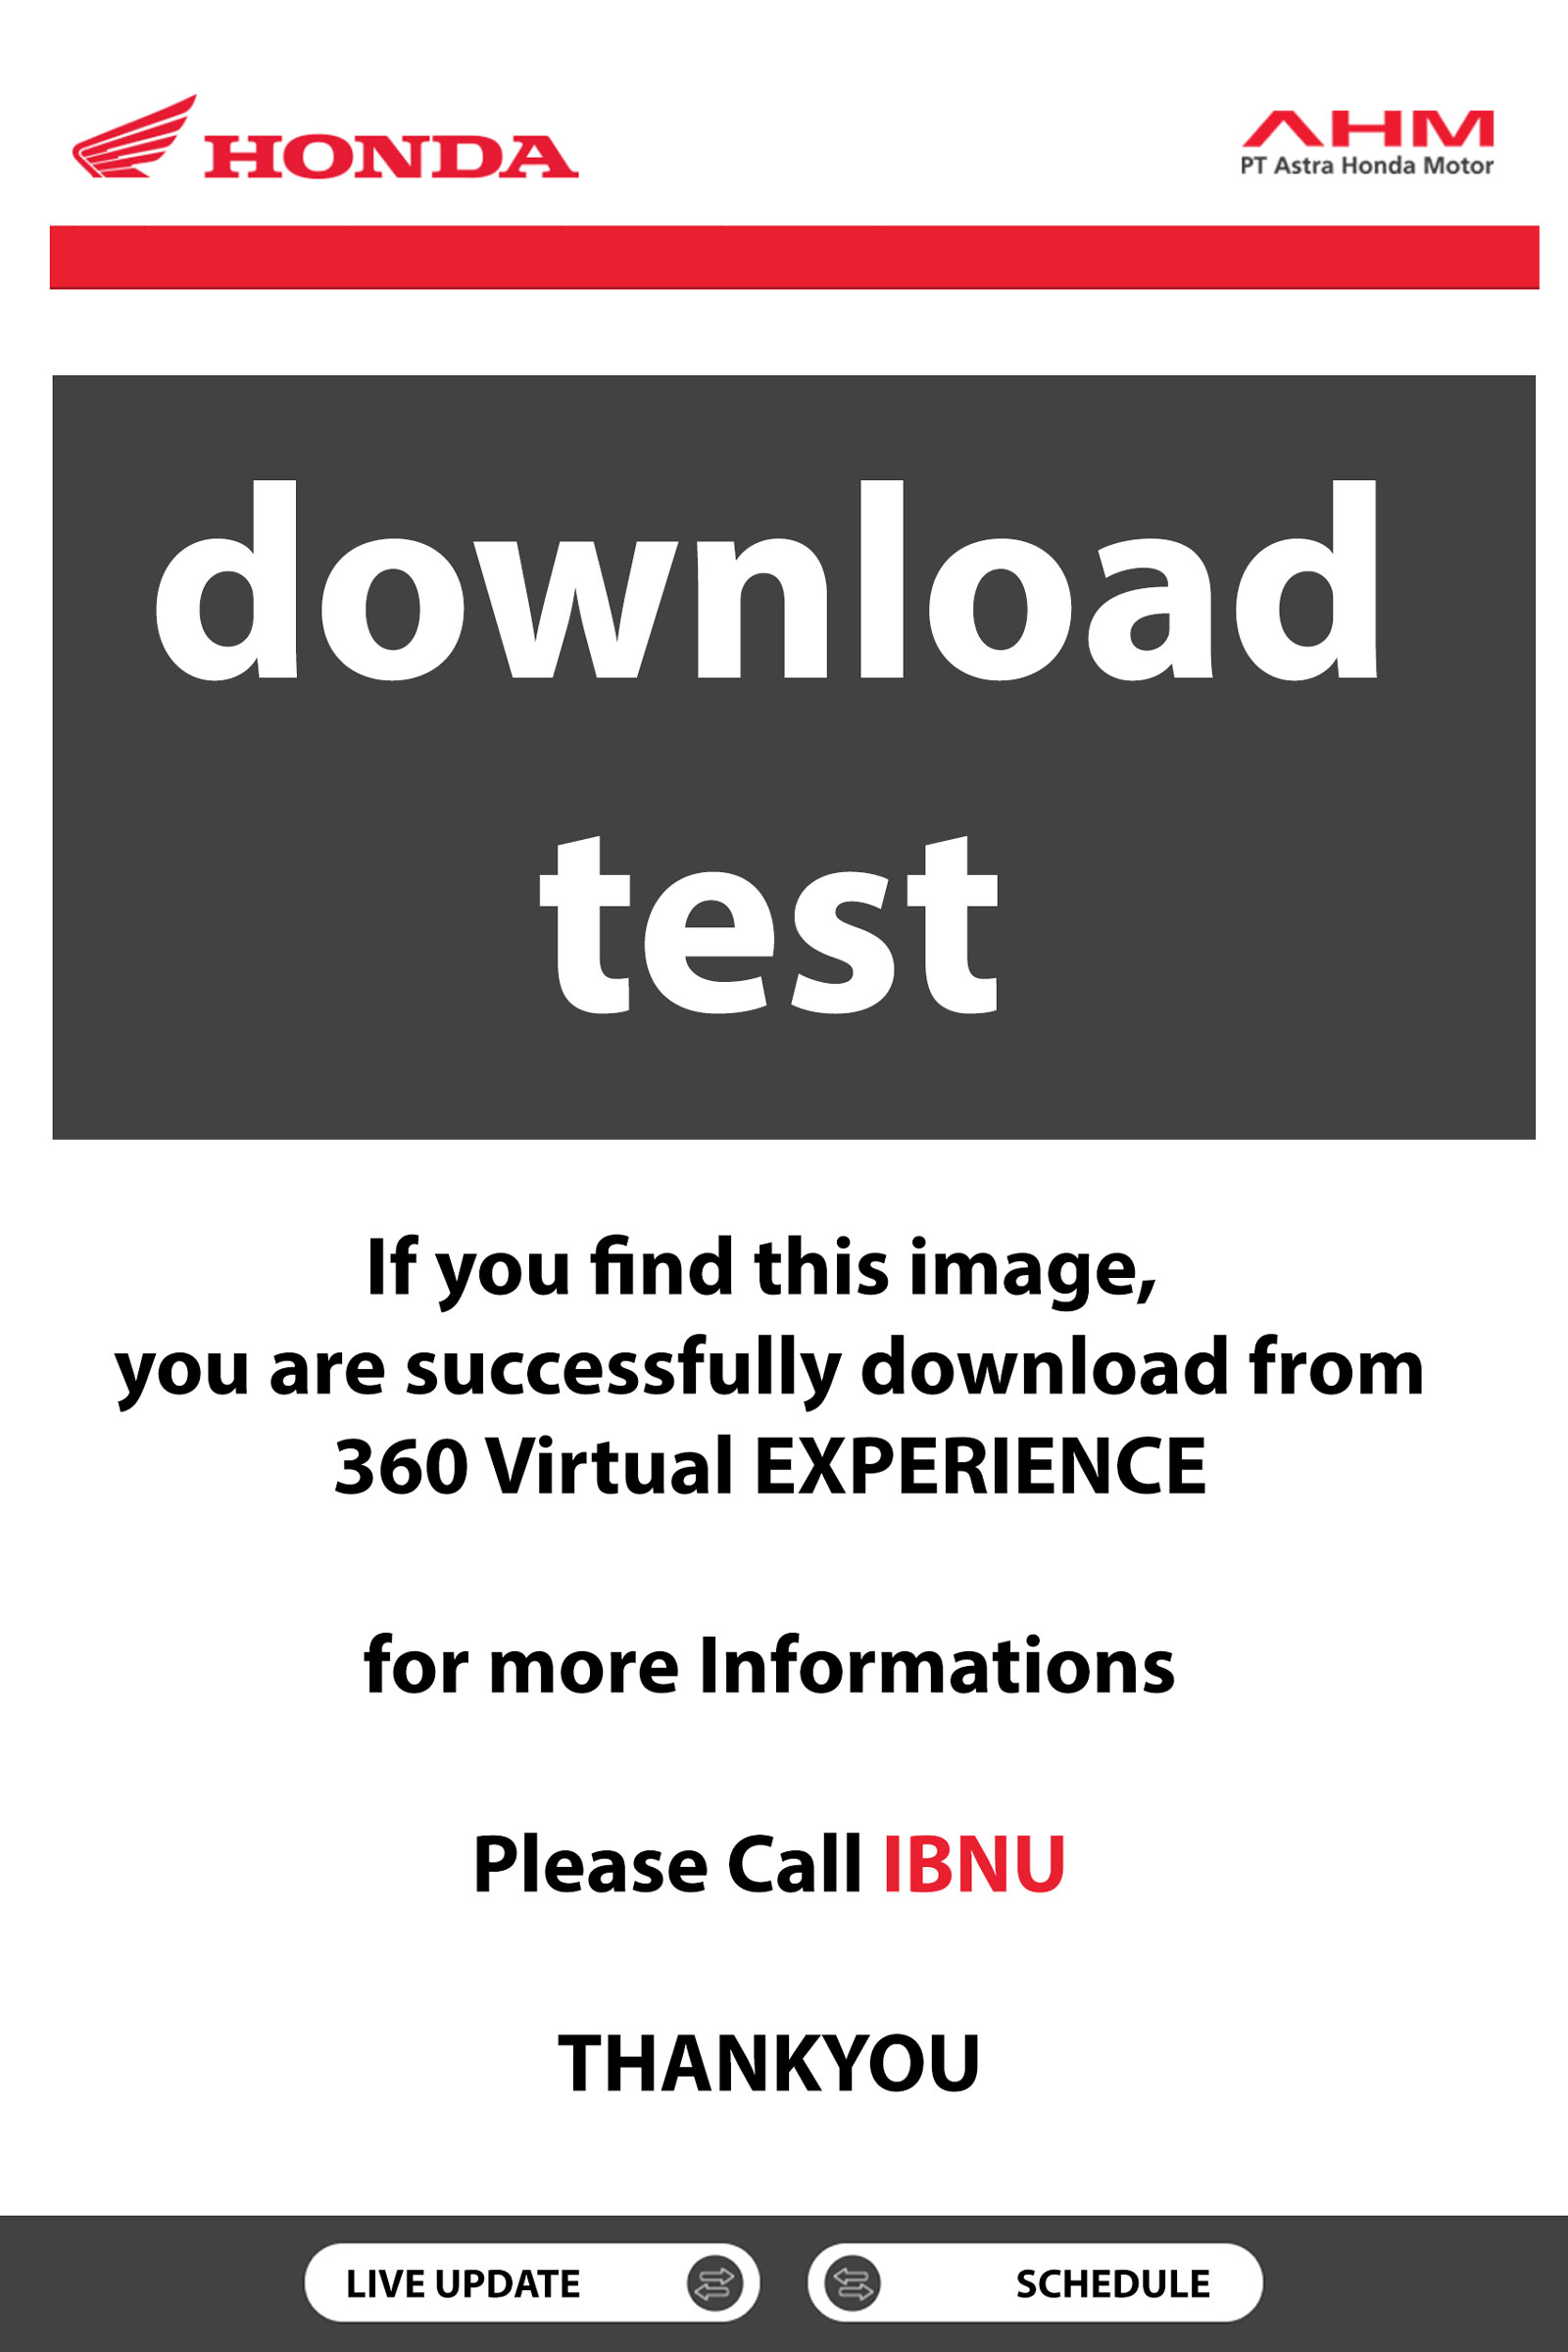 HONDA
AHM
PT Astra Honda Motor
download
test
If you find this image,
you are successfully download from
360 Virtual EXPERIENCE
for more Informations
Please Call IBNU
THANKYOU
LIVE UPDATE
SCHEDULE